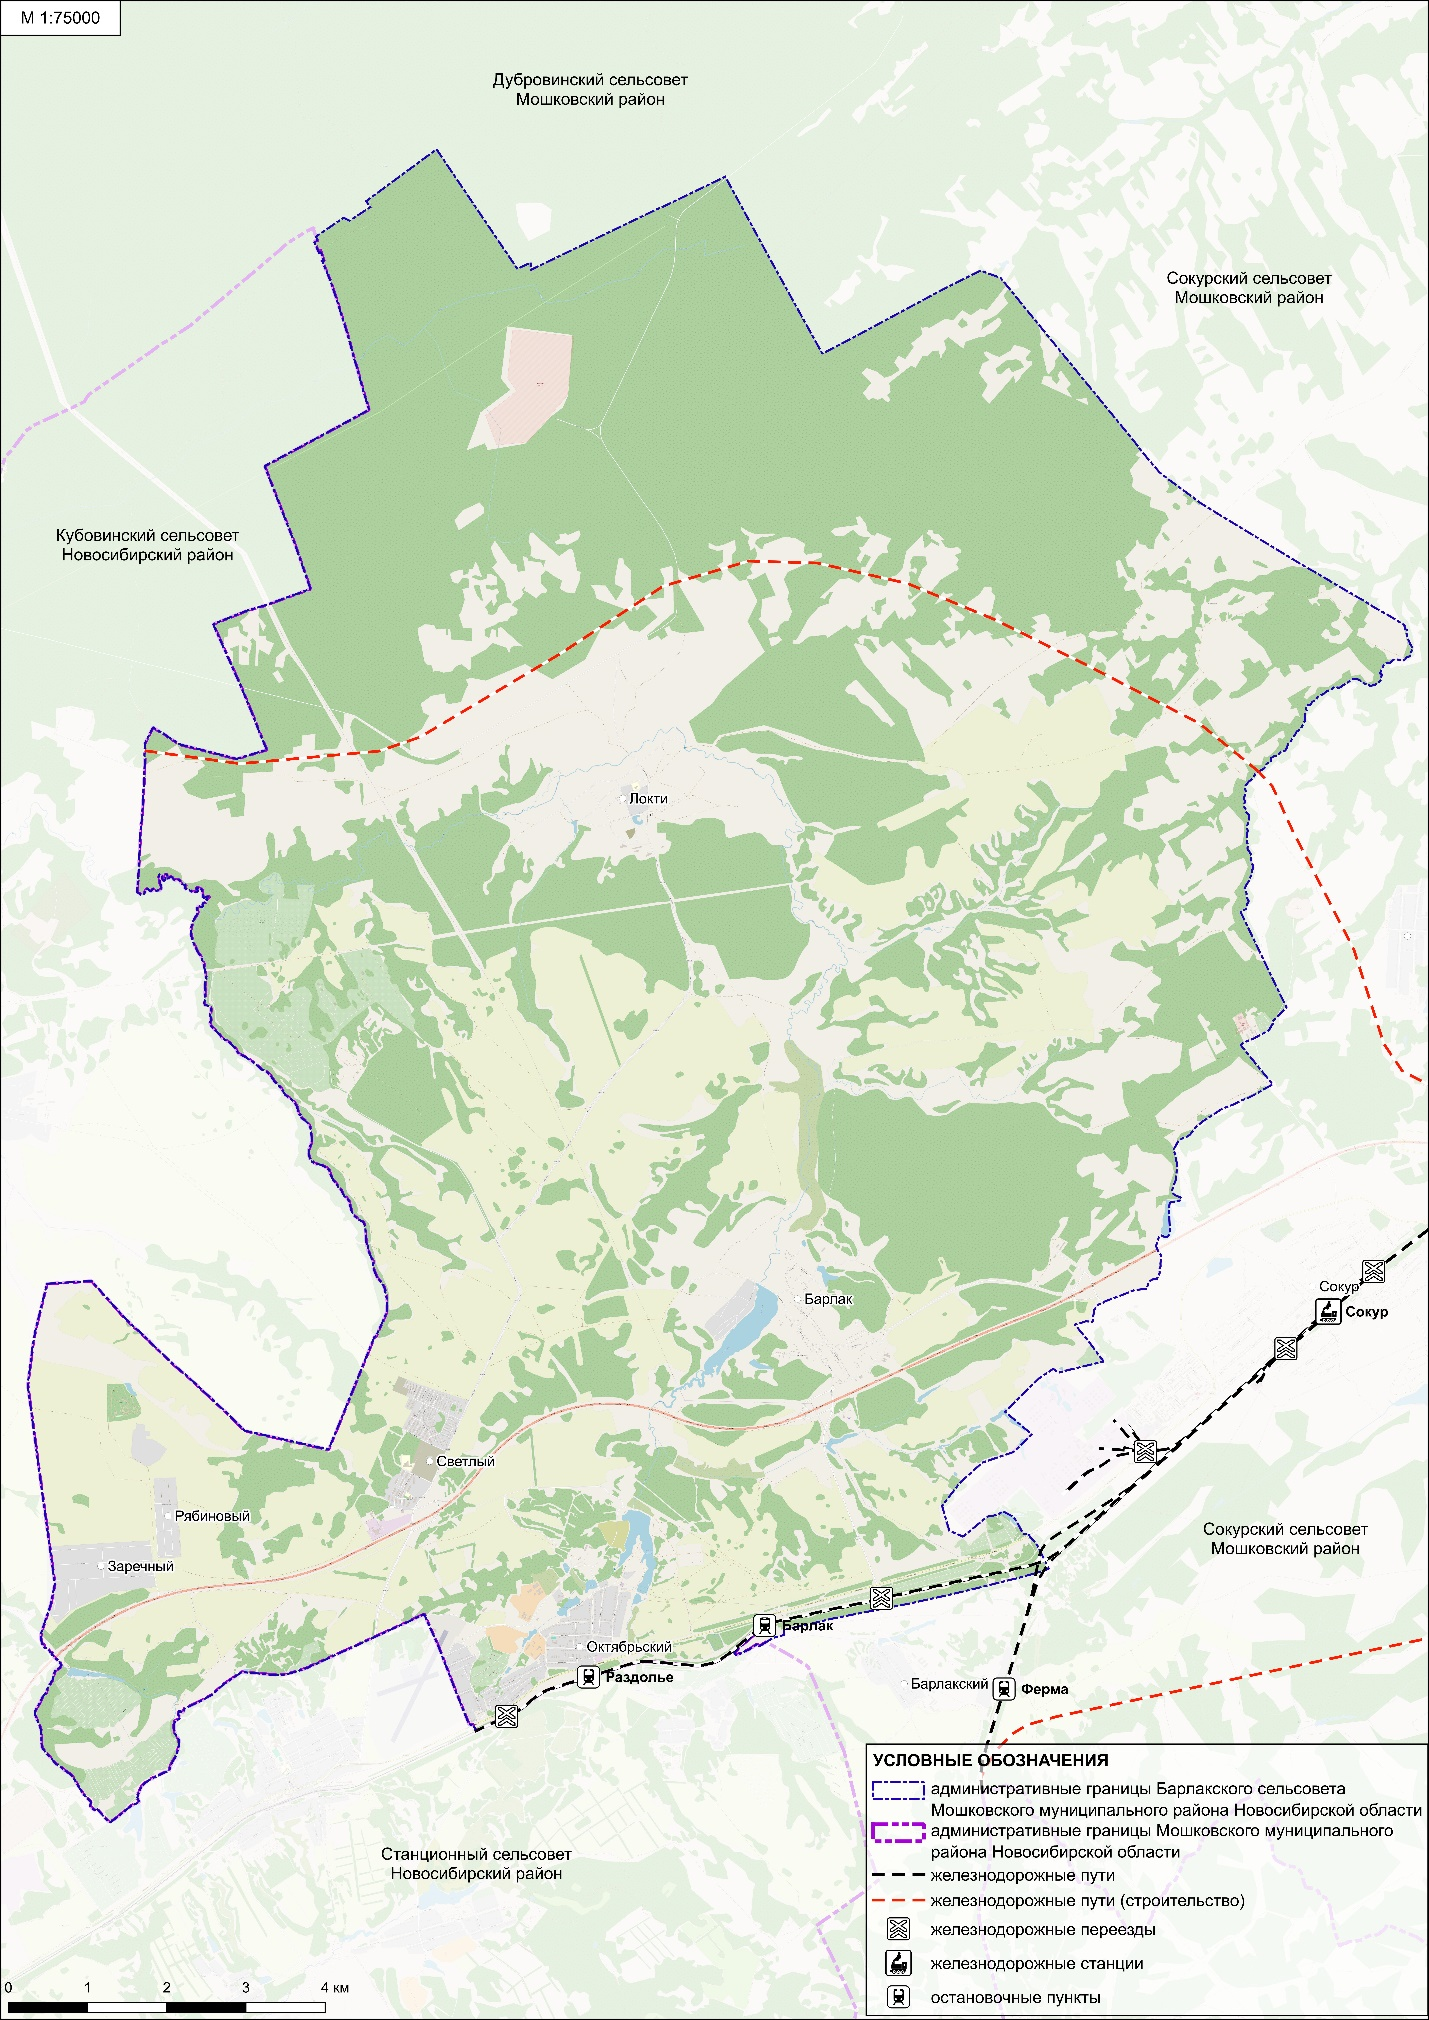 М 1:75000
Дубровинский сельсовет
Мошковский район
Сокурский сельсовет
Мошковский район
Кубовинский сельсовет
Новосибирский район
Локти
Барлак
Сокур
Сокур
Светлый
Рябиновый
Заречный
Сокурский сельсовет
Мошковский район
Барлак
Октябрьский
Раздолье
Барлакский
Ферма
Станционный сельсовет
Новосибирский район
УСЛОВНЫЕ ОБОЗНАЧЕНИЯ
административные границы Барлакского сельсовета
Мошковского муниципального района Новосибирской области
административные границы Мошковского муниципального
района Новосибирской области
железнодорожные пути
железнодорожные пути (строительство)
железнодорожные переезды
железнодорожные станции
остановочные пункты
0 1 2 3 4 км